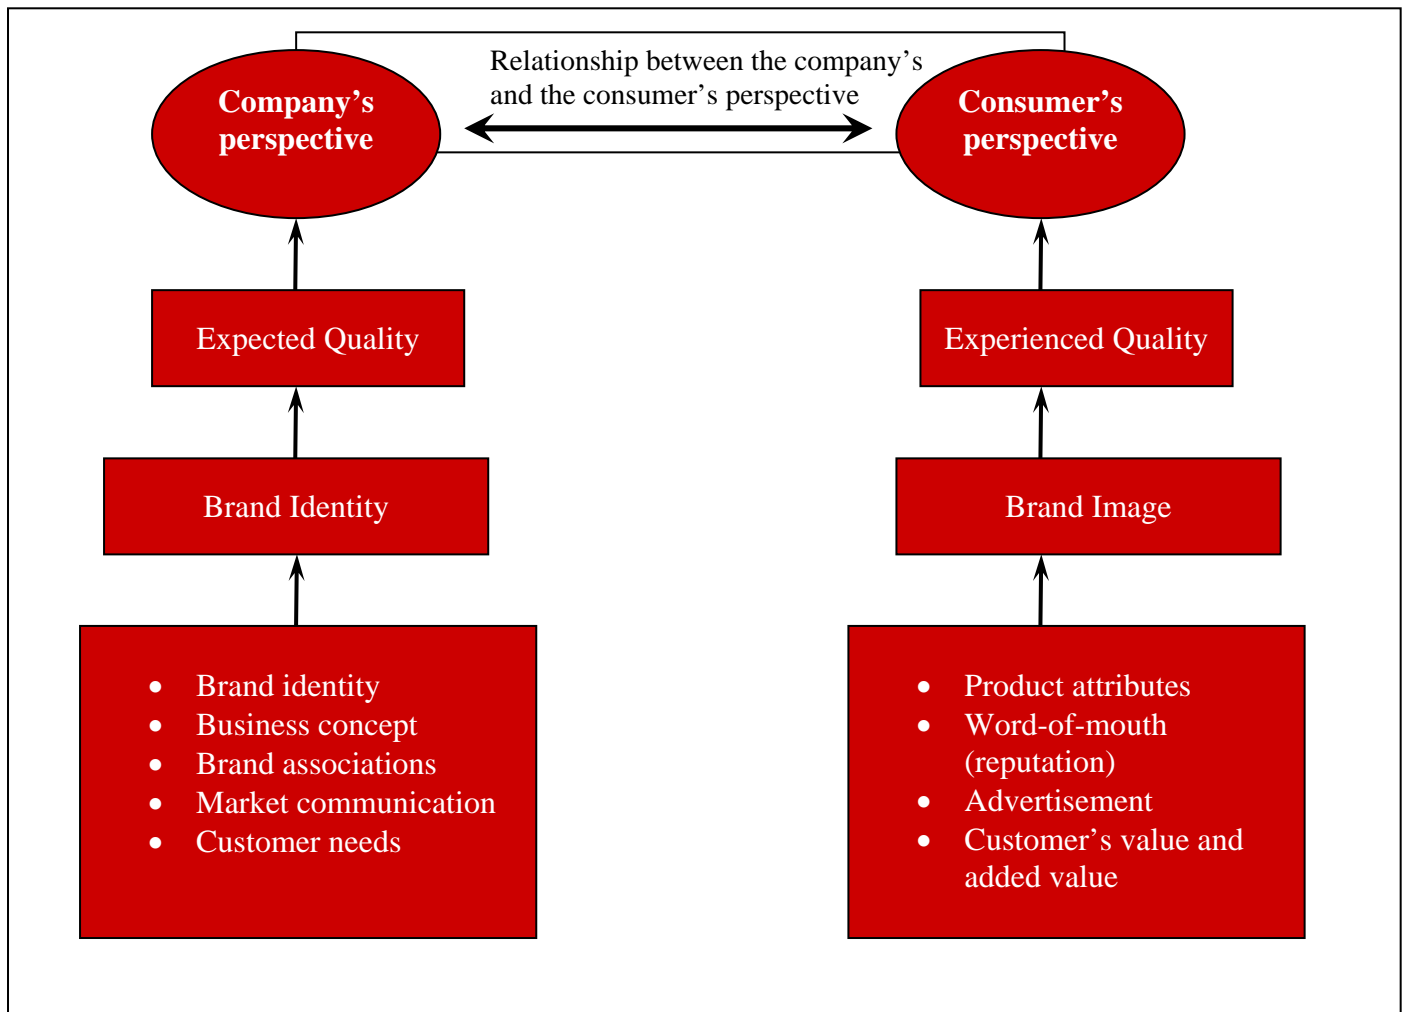 Relationship between the company’s
and the consumer’s perspective
Company’s
perspective
Consumer’s
perspective
Expected Quality
Experienced Quality
Brand Identity
Brand Image
• Brand identity
• Business concept
• Brand associations
• Market communication
• Customer needs
• Product attributes
• Word-of-mouth
(reputation)
• Advertisement
• Customer’s value and
added value